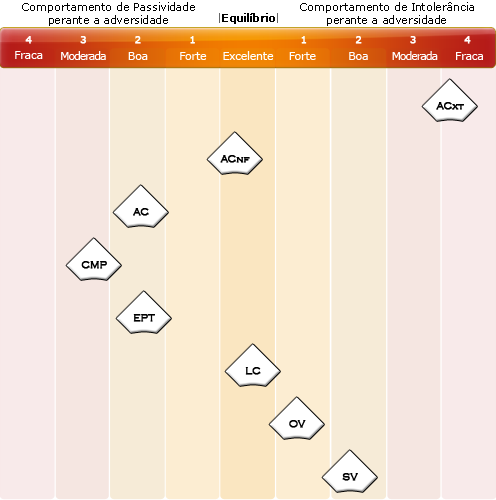 Comportamento de Passividade
perante a adversidade
|Equilíbrio|
Comportamento de Intolerância
perante a adversidade
4 3 2 1 1 2 3 4
Fraca Moderada Boa Forte Excelente Forte Boa Moderada Fraca
ACxt
ACnf
AC
CMP
EPT
LC
OV
SV